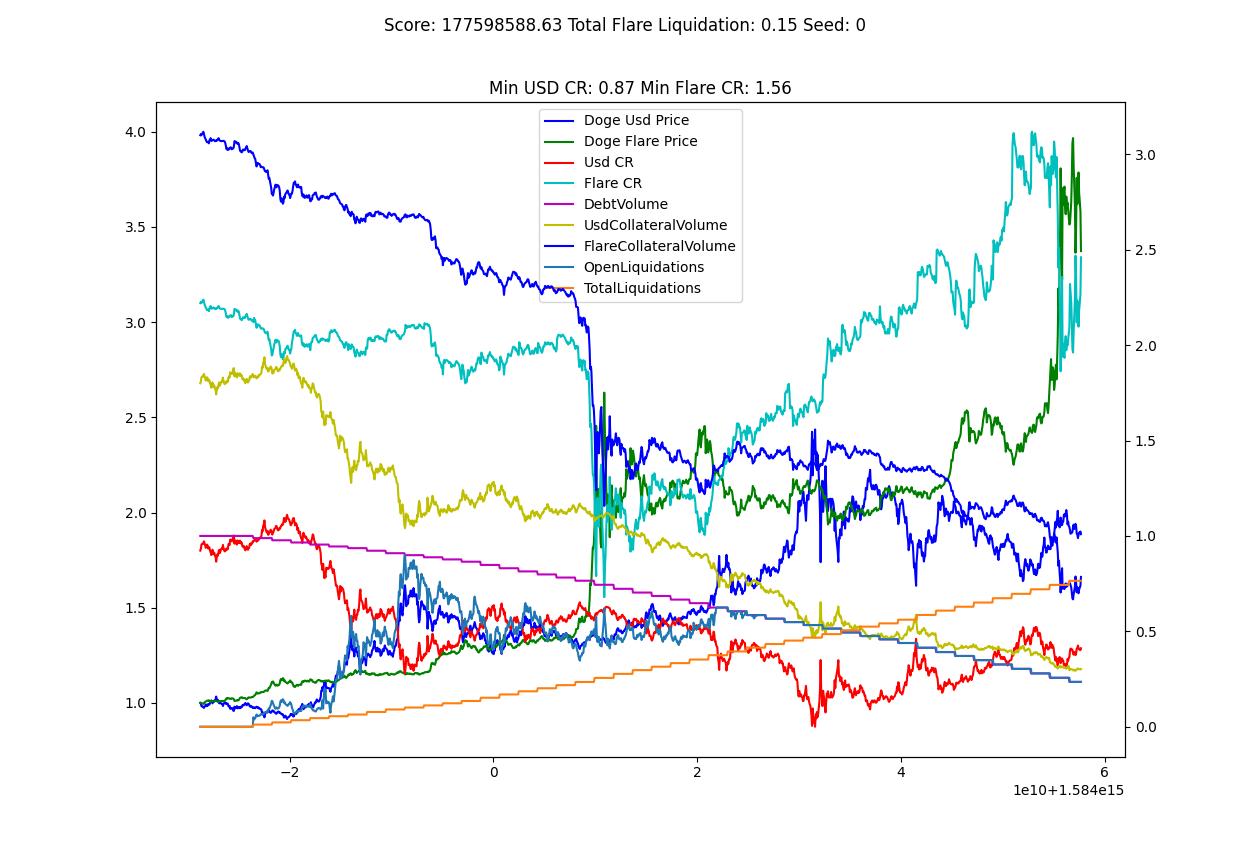 Score: 177598588.63 Total Flare Liquidation: 0.15 Seed: 0
Min USD CR: 0.87 Min Flare CR: 1.56
Doge Usd Price
Doge Flare Price
Usd CR
Flare CR
DebtVolume
UsdCollateralVolume
FlareCollateralVolume
OpenLiquidations
TotalLiquidations
4.0
3.5
3.0
2.5
2.0
1.5
1.0
3.0
2.5
2.0
1.5
1.0
0.5
0.0
−2 0 2 4 6
1e10+1.584e15